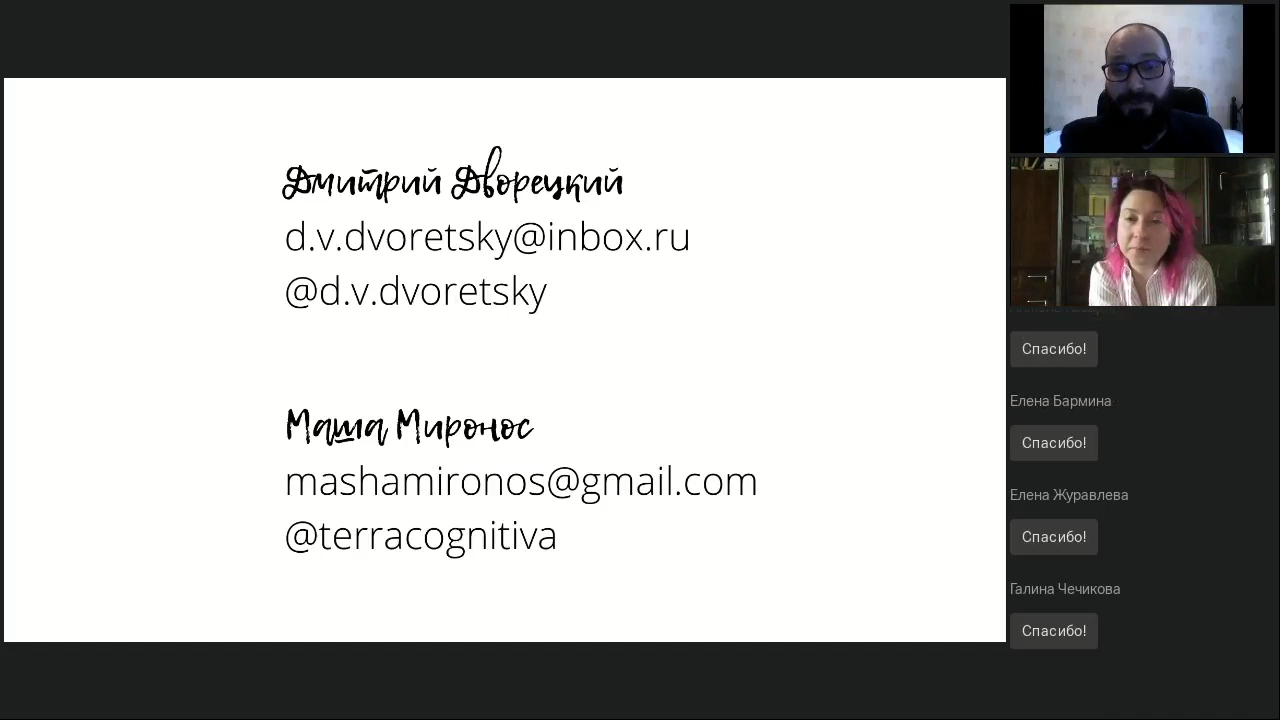 Дмитрий Дворецкий
d.v.dvoretsky@inbox.ru
@d.v.dvoretsky
Маша Миронос
mashamironos@gmail.com
@terracognitiva
Спасибо!
Елена Бармина
Спасибо!
Елена Журавлева
Спасибо!
Галина Чечикова
Спасибо!